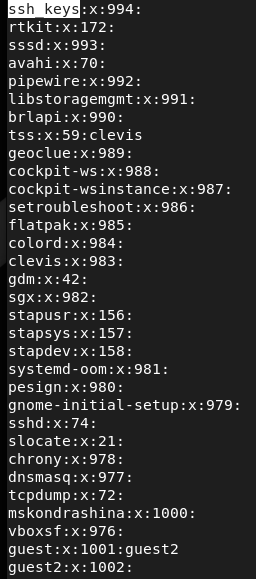 ssh_keys:x:994:
rtkit:x:172:
sssd:x:993:
avahi:x:70:
pipewire:x:992:
libstoragemgmt:x:991:
brlapi:x:990:
tss:x:59:clevis
geoclue:x:989:
cockpit-ws:x:988:
cockpit-wsinstance:x:987:
setroubleshoot:x:986:
flatpak:x:985:
colord:x:984:
clevis:x:983:
gdm:x:42:
sgx:x:982:
stapusr:x:156:
stapsys:x:157:
stapdev:x:158:
systemd-oom:x:981:
pesign:x:980:
gnome-initial-setup:x:979:
sshd:x:74:
slocate:x:21:
chrony:x:978:
dnsmasq:x:977:
tcpdump:x:72:
mskondrashina:x:1000:
vboxsf:x:976:
guest:x:1001:guest2
guest2:x:1002: